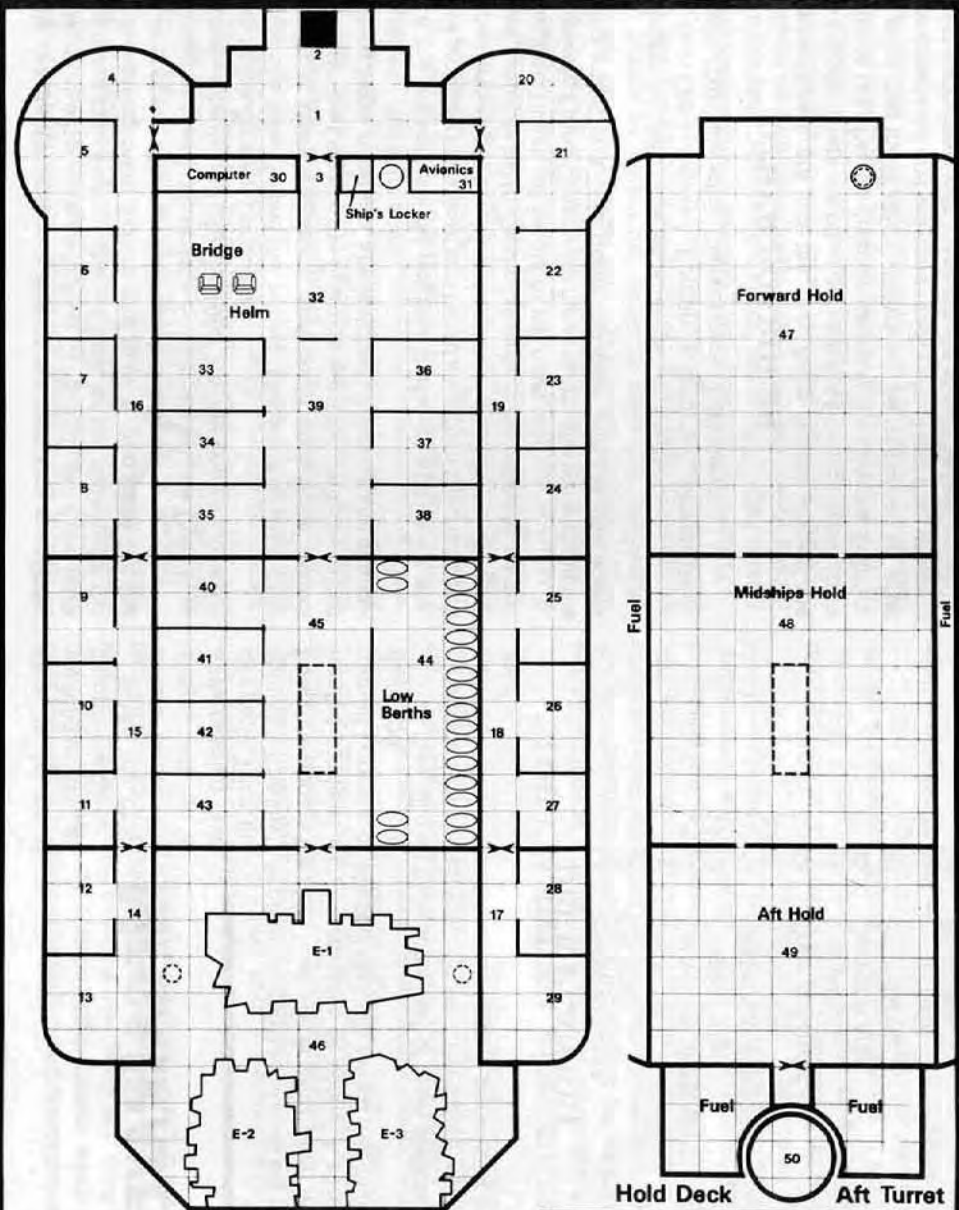 2
4
20
1
5
21
Computer 30
3
Avionics
31
Ship's Locker
Bridge
6
22
Helm
32
Forward Hold
47
33
36
7
23
16
39
19
34
37
8
24
35
38
9
40
25
Midships Hold
48
45
Fuel
Fuel
41
44
10
Low
Berths
26
15
42
18
11
43
27
12
28
14
17
Aft Hold
E-1
49
13
29
46
Fuel
Fuel
E-2
E-3
50
Hold Deck
Aft Turret